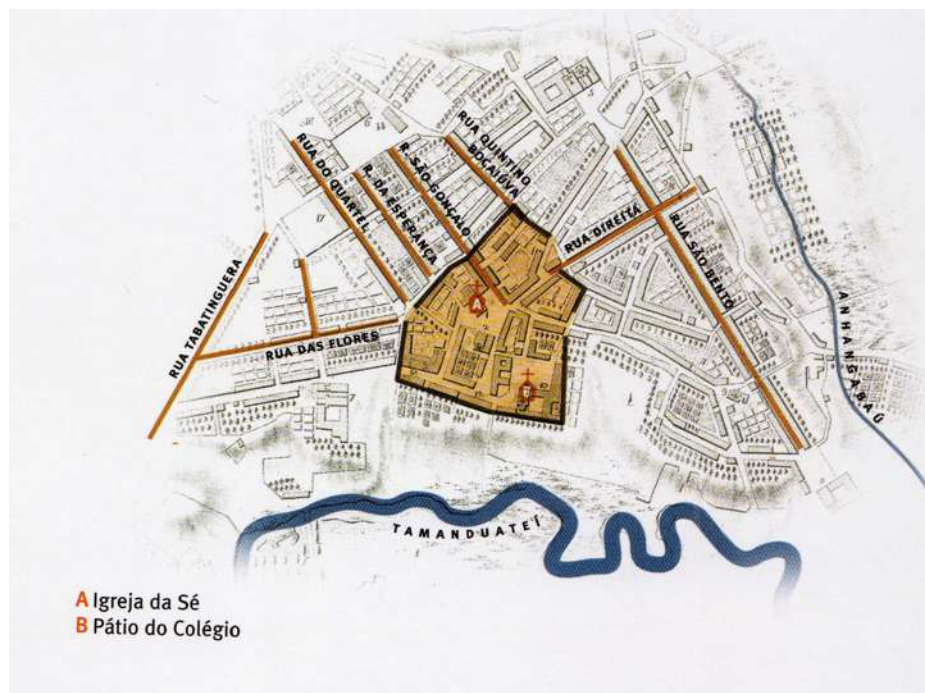 RUA QUINTINO
BOCAIÚVA
R. SÃO GONÇALO
R. DA ESPERANÇA
RUA DO QUARTEL
RUA DIREITA
RUA SÃO BENTO
RUA TABATINGUERA
RUA DAS FLORES
ANHANGABAÚ
A
B
TAMANDUATEÍ
A Igreja da Sé
B Pátio do Colégio